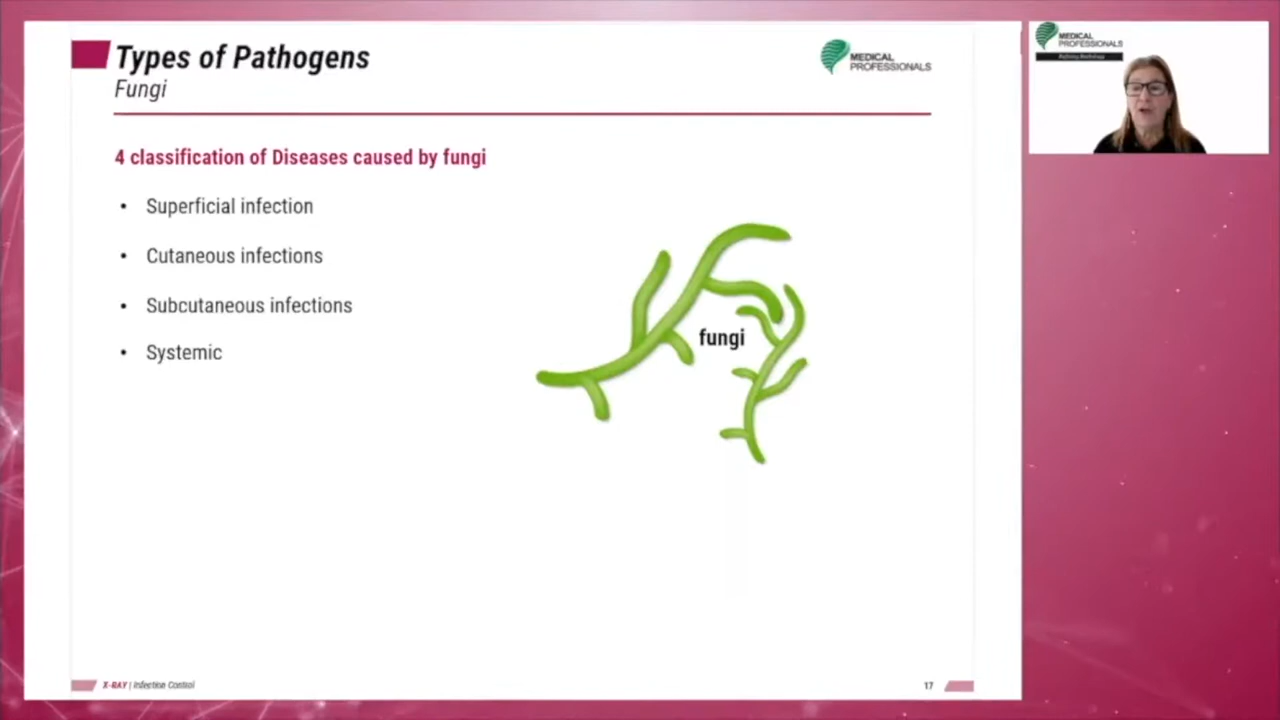 Types of Pathogens
Fungi
MEDICAL
PROFESSIONALS
4 classification of Diseases caused by fungi
• Superficial infection
• Cutaneous infections
• Subcutaneous infections
• Systemic
fungi
X-RAY | Infection Control
17
MEDICAL
PROFESSIONALS